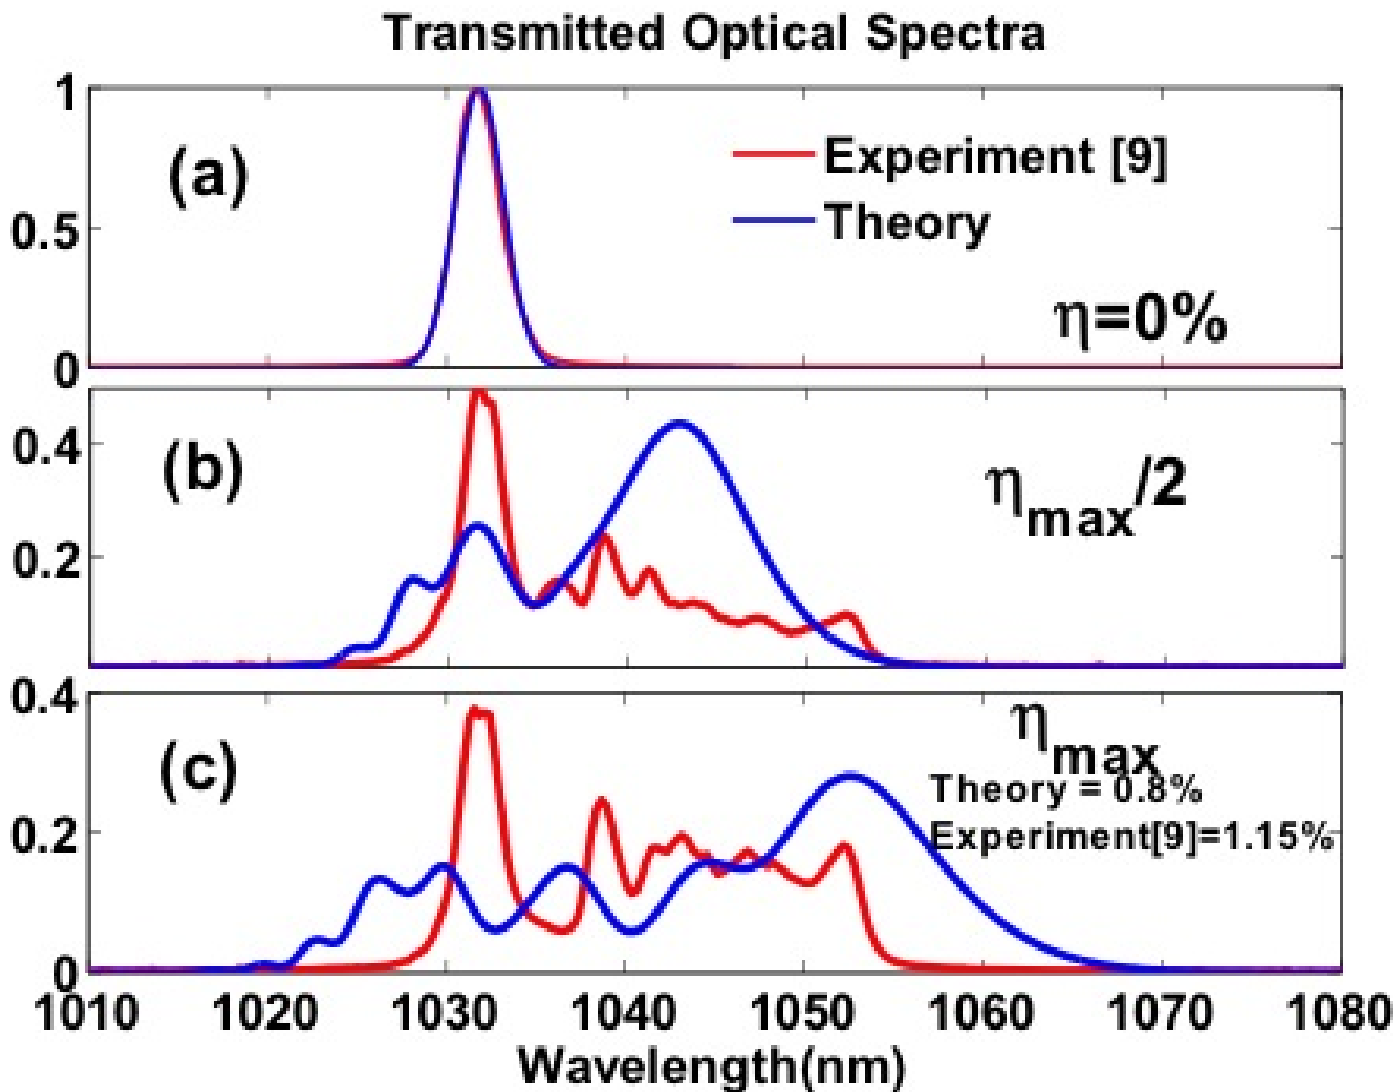 Transmitted Optical Spectra
1
(a)
Experiment [9]
Theory
0.5
η=0%
0
0.4
(b)
ηmax/2
0.2
0.4
ηmax
(c)
Theory = 0.8%
0.2
Experiment[9]=1.15%
0
1010 1020 1030 1040 1050 1060 1070 1080
Wavelength(nm)